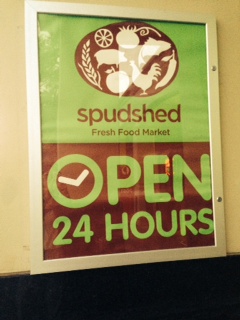 spudshed
Fresh Food Market
OPEN
24 HOURS